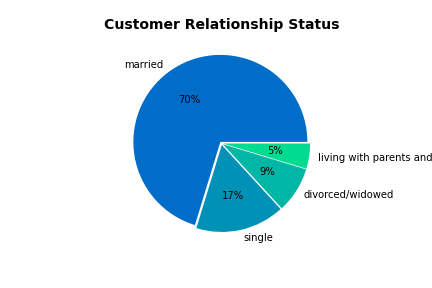 Customer Relationship Status
married
70%
5%
living with parents and
9%
divorced/widowed
17%
single